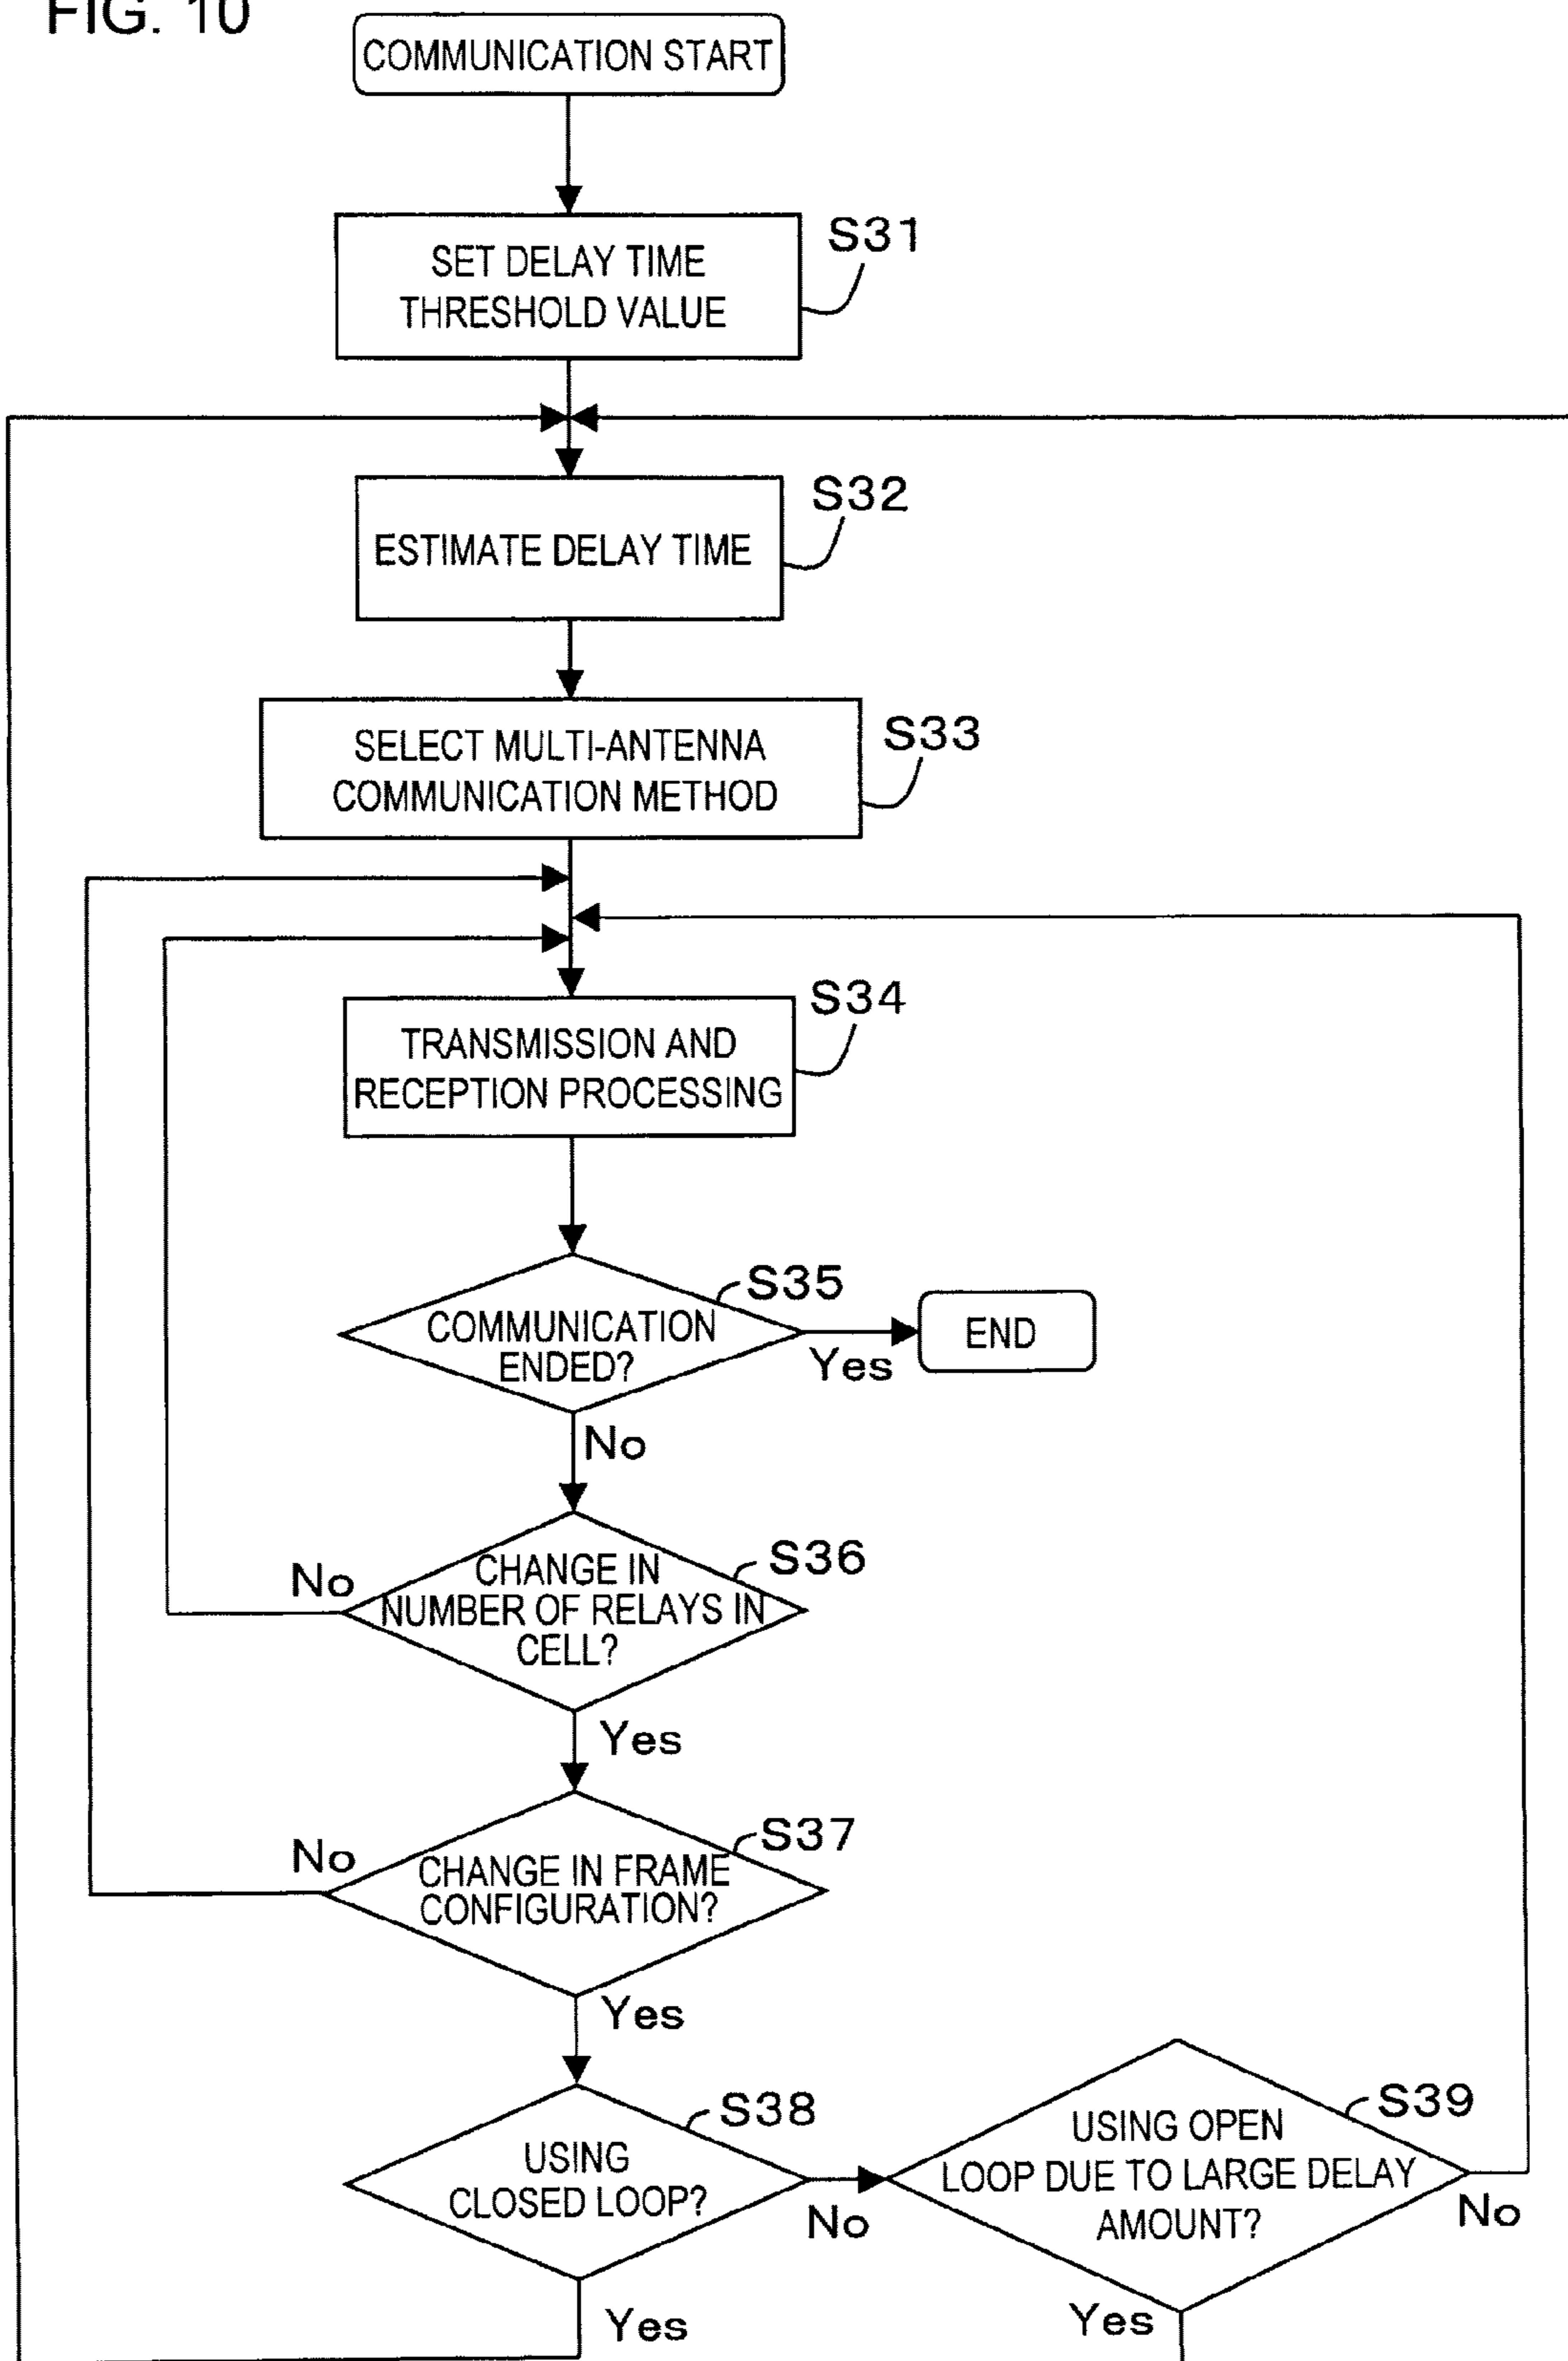 FIG. 10
COMMUNICATION START
SET DELAY TIME
THRESHOLD VALUE
S31
ESTIMATE DELAY TIME
S32
SELECT MULTI-ANTENNA
COMMUNICATION METHOD
S33
TRANSMISSION AND
RECEPTION PROCESSING
S34
COMMUNICATION
ENDED?
S35
Yes
END
No
CHANGE IN
NUMBER OF RELAYS IN
CELL?
S36
No
Yes
CHANGE IN FRAME
CONFIGURATION?
S37
No
Yes
USING
CLOSED LOOP?
S38
No
Yes
USING OPEN
LOOP DUE TO LARGE DELAY
AMOUNT?
S39
No
Yes